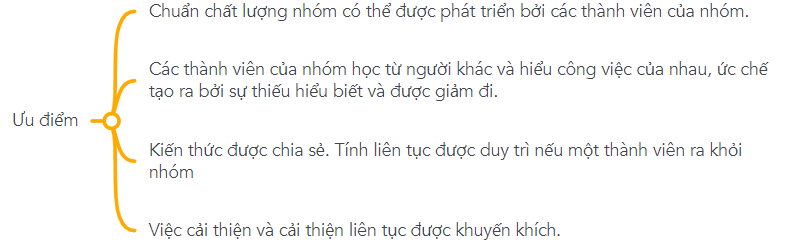 Chuẩn chất lượng nhóm có thể được phát triển bởi các thành viên của nhóm.
Các thành viên của nhóm học từ người khác và hiểu công việc của nhau, ức chế
tạo ra bởi sự thiếu hiểu biết và được giảm đi.
Ưu điểm
Kiến thức được chia sẻ. Tính liên tục được duy trì nếu một thành viên ra khỏi
nhóm
Việc cải thiện và cải thiện liên tục được khuyến khích.